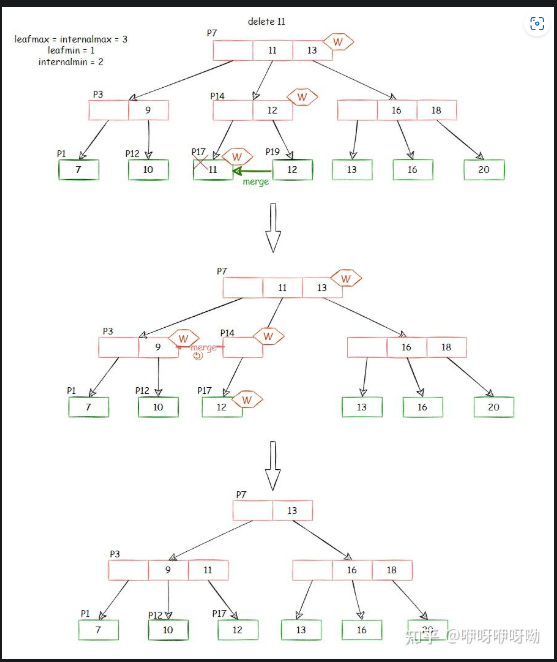 delete 11
leafmax = internalmax = 3
leafmin = 1
internalmin = 2
P7
11 13 W
P3 P14 W
9 12 16 18
P1 P12 P17 W P19
7 10 11 12 13 16 20
merge
P7
11 13 W
P3 W P14 W
9 merge 16 18
P1 P12 P17
7 10 12 W 13 16 20
P7
13
P3
9 11 16 18
P1 P12 P17
7 10 12 13 16 20
知乎 @咿呀咿呀呦